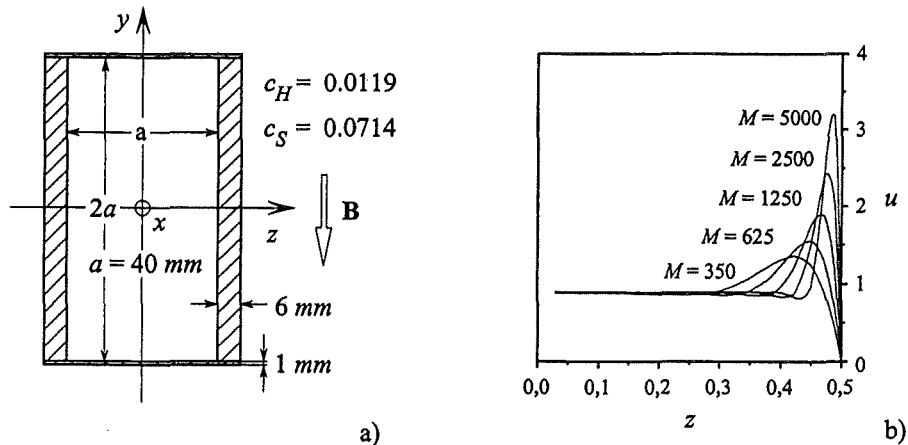 y
c_H = 0.0119
c_S = 0.0714
a
B
2a
x
z
a = 40 mm
6 mm
1 mm
a)
4
3
2
1
0
u
M = 5000
M = 2500
M = 1250
M = 625
M = 350
0,0 0,1 0,2 0,3 0,4 0,5
z
b)